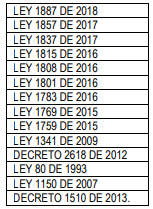 LEY 1887 DE 2018
LEY 1857 DE 2017
LEY 1837 DE 2017
LEY 1815 DE 2016
LEY 1808 DE 2016
LEY 1801 DE 2016
LEY 1783 DE 2016
LEY 1769 DE 2015
LEY 1759 DE 2015
LEY 1341 DE 2009
DECRETO 2618 DE 2012
LEY 80 DE 1993
LEY 1150 DE 2007
DECRETO 1510 DE 2013.